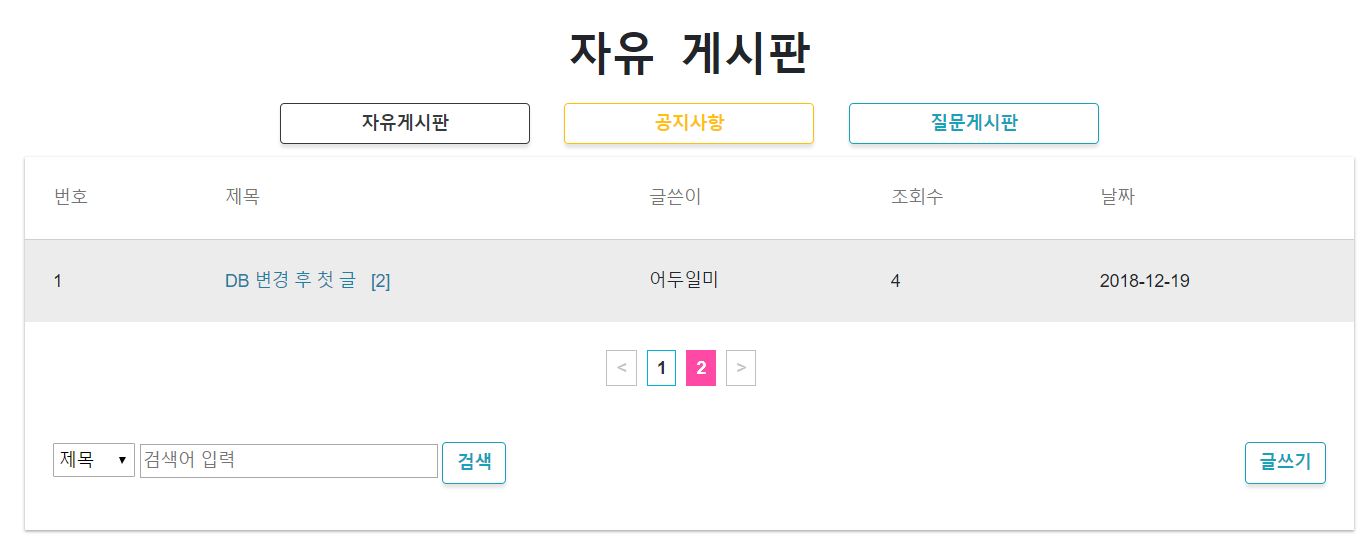 자유 게시판
자유게시판 공지사항 질문게시판
번호 제목 글쓴이 조회수 날짜
1 DB 변경 후 첫 글 [2] 어두일미 4 2018-12-19
< 1 2 >
제목 ▼ 검색어 입력 검색 글쓰기